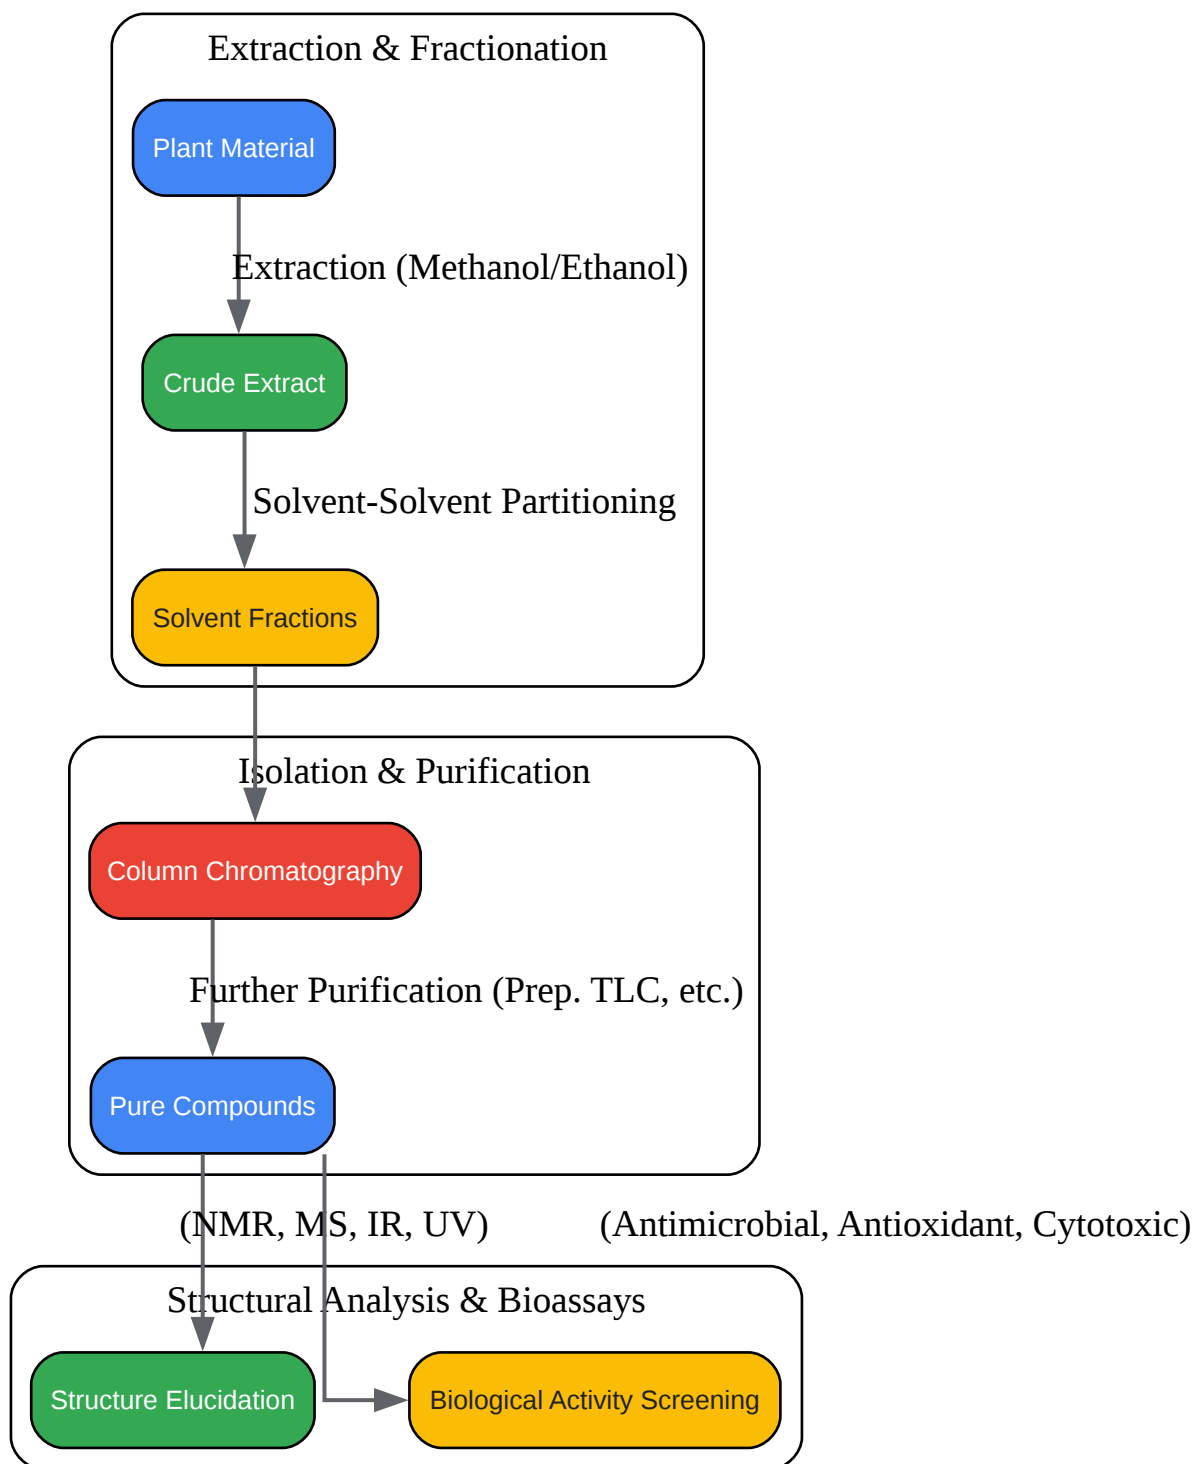 Extraction & Fractionation
Plant Material
Extraction (Methanol/Ethanol)
Crude Extract
Solvent-Solvent Partitioning
Solvent Fractions
Isolation & Purification
Column Chromatography
Further Purification (Prep. TLC, etc.)
Pure Compounds
(NMR, MS, IR, UV)
(Antimicrobial, Antioxidant, Cytotoxic)
Structural Analysis & Bioassays
Structure Elucidation
Biological Activity Screening